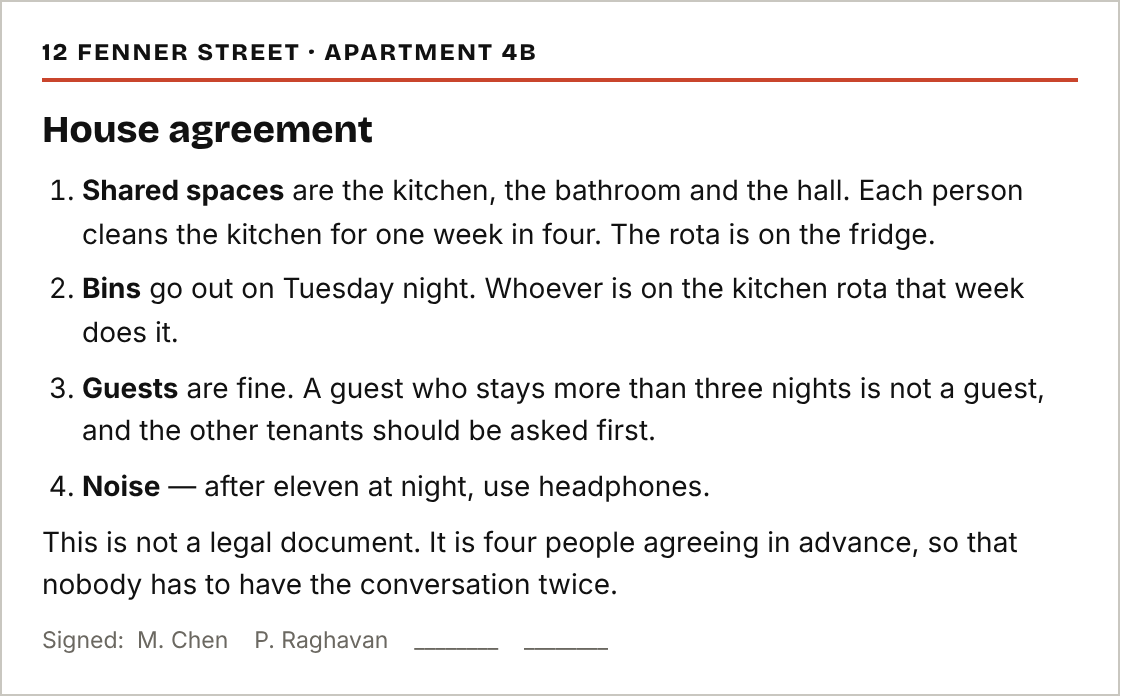 12 FENNER STREET · APARTMENT 4B
House agreement
1. Shared spaces are the kitchen, the bathroom and the hall. Each person
cleans the kitchen for one week in four. The rota is on the fridge.
2. Bins go out on Tuesday night. Whoever is on the kitchen rota that week
does it.
3. Guests are fine. A guest who stays more than three nights is not a guest,
and the other tenants should be asked first.
4. Noise — after eleven at night, use headphones.
This is not a legal document. It is four people agreeing in advance, so that
nobody has to have the conversation twice.
Signed: M. Chen P. Raghavan ________ ________